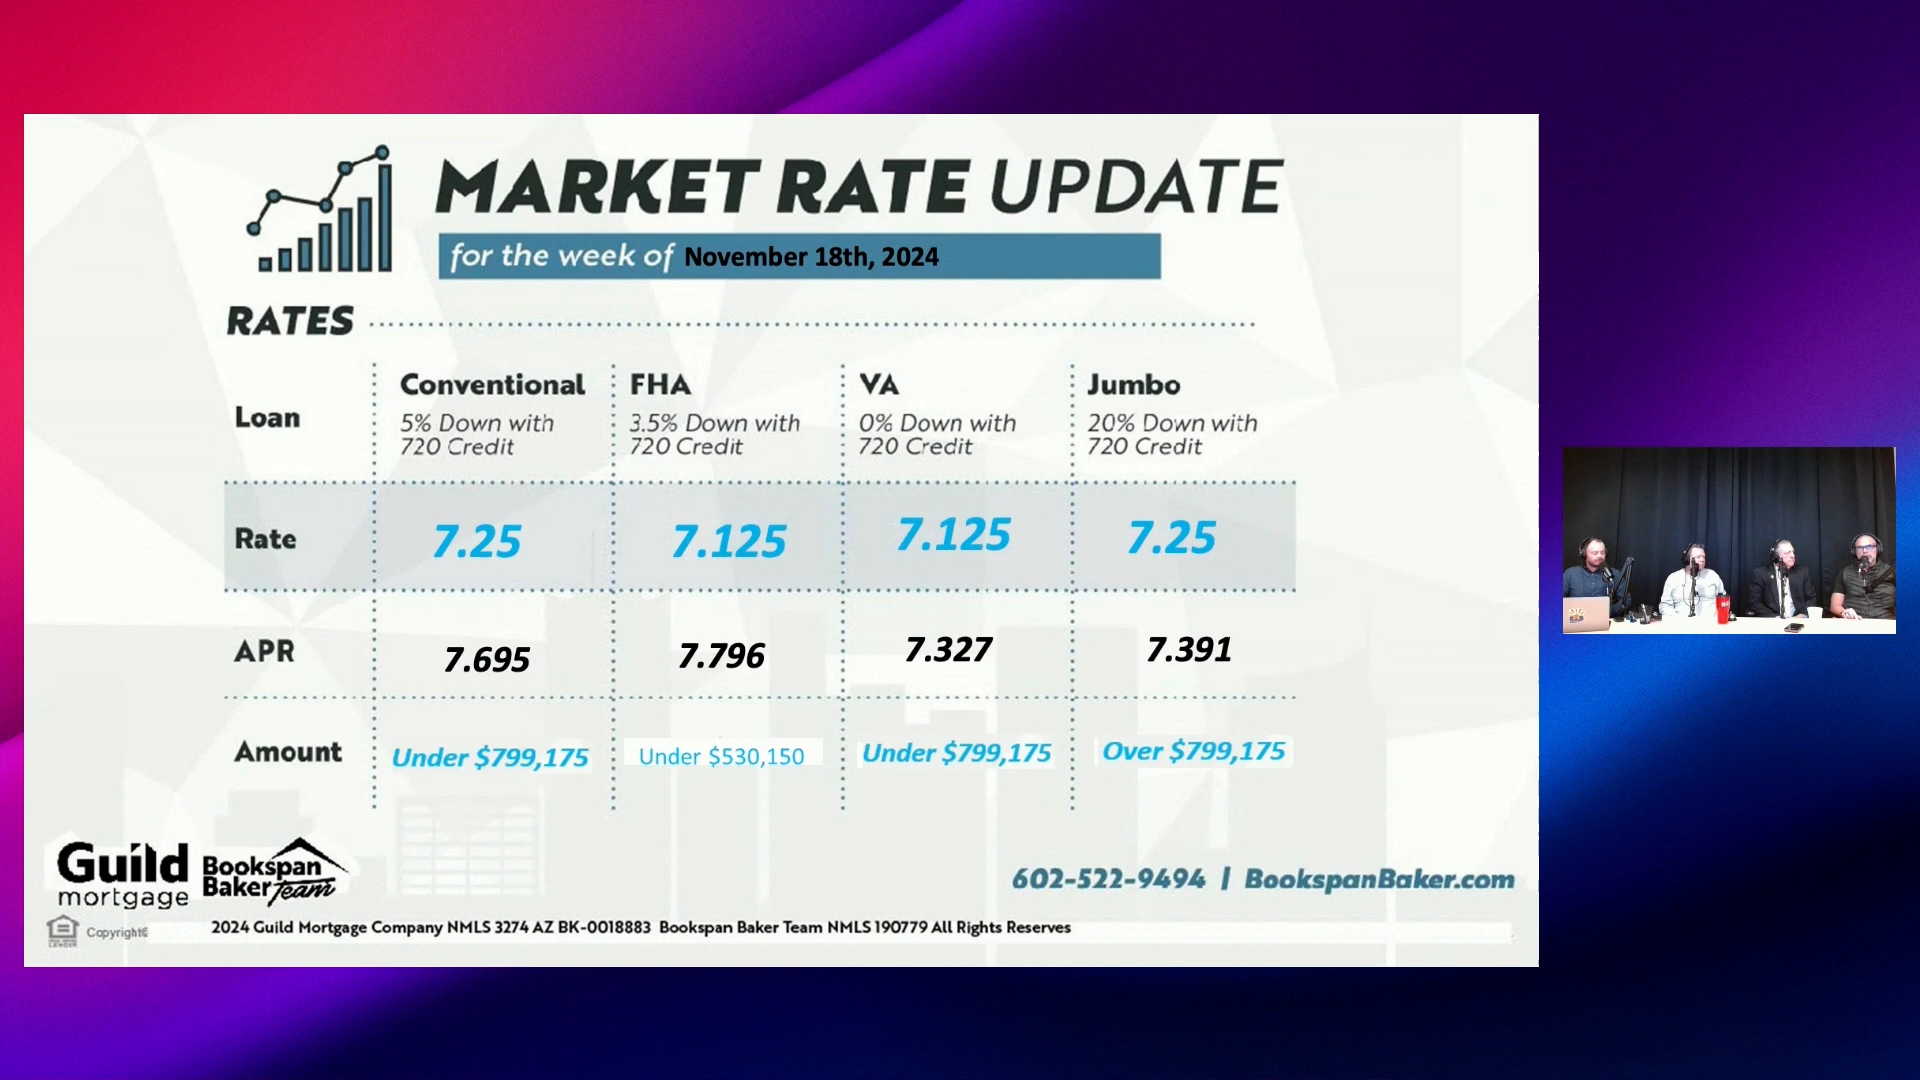 MARKET RATE UPDATE
for the week of November 18th, 2024
RATES
Loan
Conventional
5% Down with
720 Credit
FHA
3.5% Down with
720 Credit
VA
0% Down with
720 Credit
Jumbo
20% Down with
720 Credit
Rate 7.25 7.125 7.125 7.25
APR 7.695 7.796 7.327 7.391
Amount Under $799,175 Under $530,150 Under $799,175 Over $799,175
Guild
mortgage
Bookspan
Baker Team
602-522-9494 | BookspanBaker.com
Copyright©
2024 Guild Mortgage Company NMLS 3274 AZ BK-0018883 Bookspan Baker Team NMLS 190779 All Rights Reserves